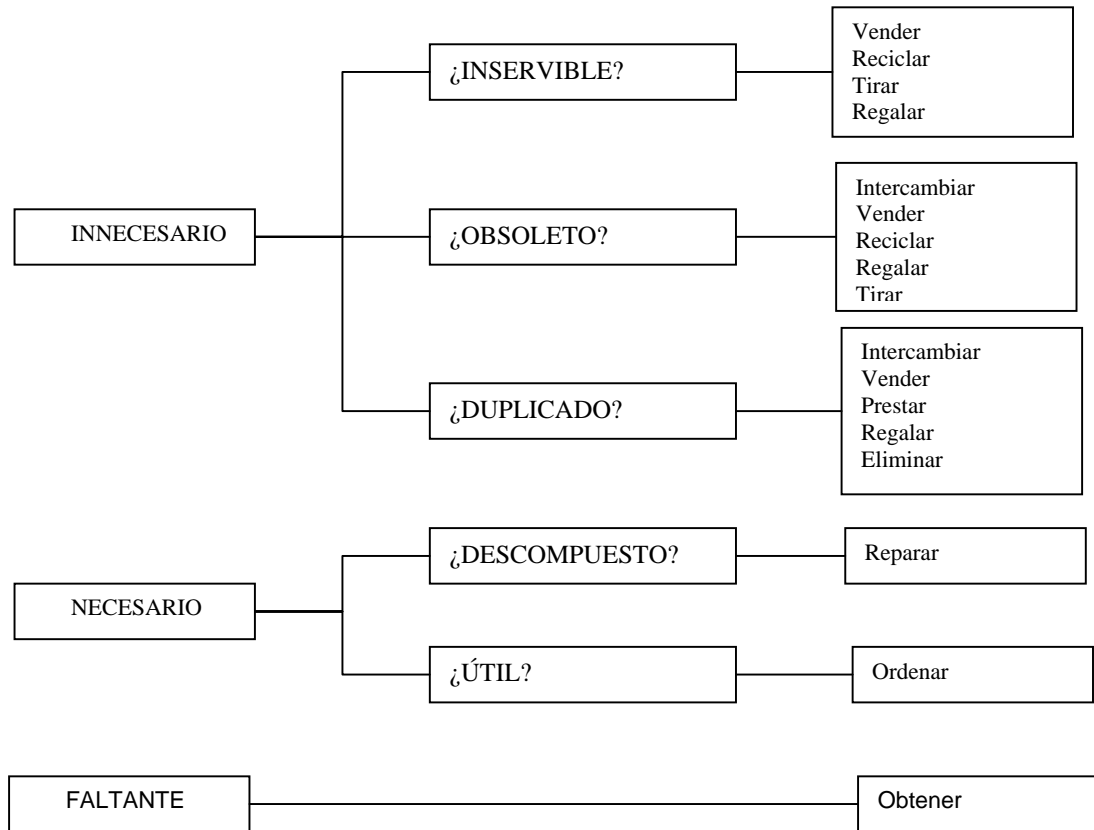 ¿INSERVIBLE?
Vender
Reciclar
Tirar
Regalar
INNECESARIO
¿OBSOLETO?
Intercambiar
Vender
Reciclar
Regalar
Tirar
¿DUPLICADO?
Intercambiar
Vender
Prestar
Regalar
Eliminar
NECESARIO
¿DESCOMPUESTO?
Reparar
¿ÚTIL?
Ordenar
FALTANTE
Obtener